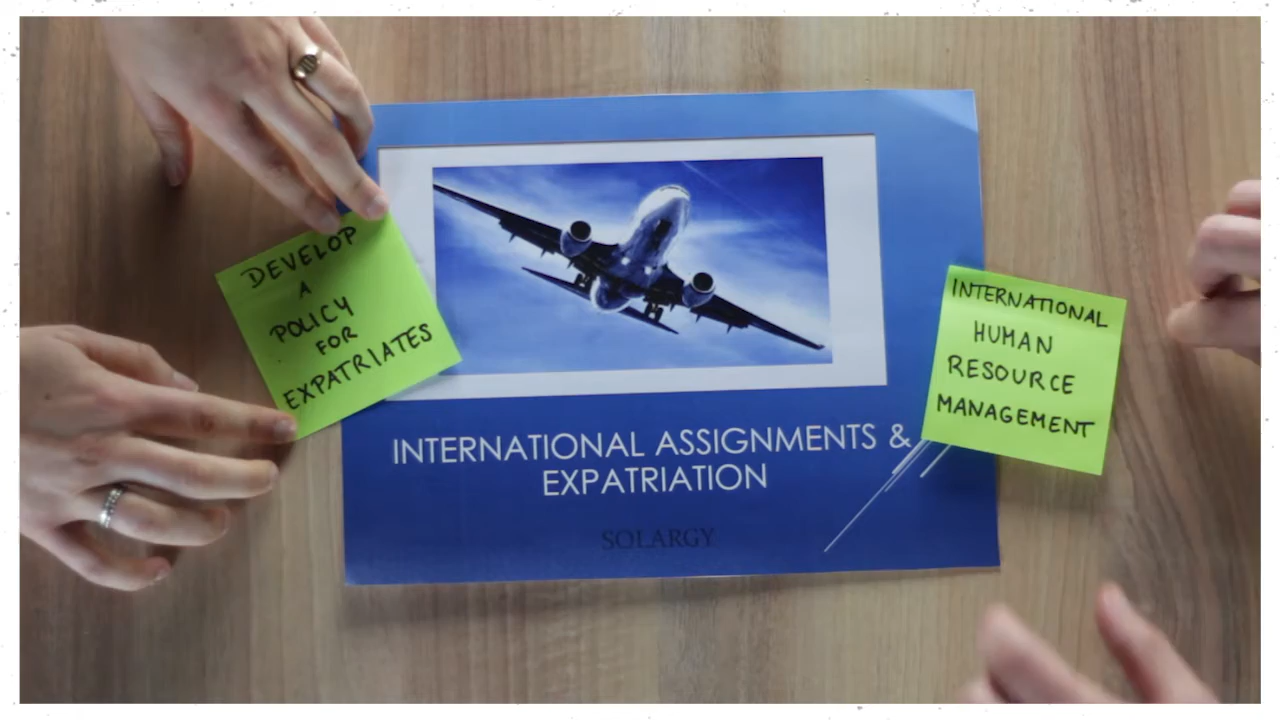 DEVELOP
A
POLICY
FOR
EXPATRIATES
INTERNATIONAL
HUMAN
RESOURCE
MANAGEMENT
INTERNATIONAL ASSIGNMENTS &
EXPATRIATION
SOLARGY